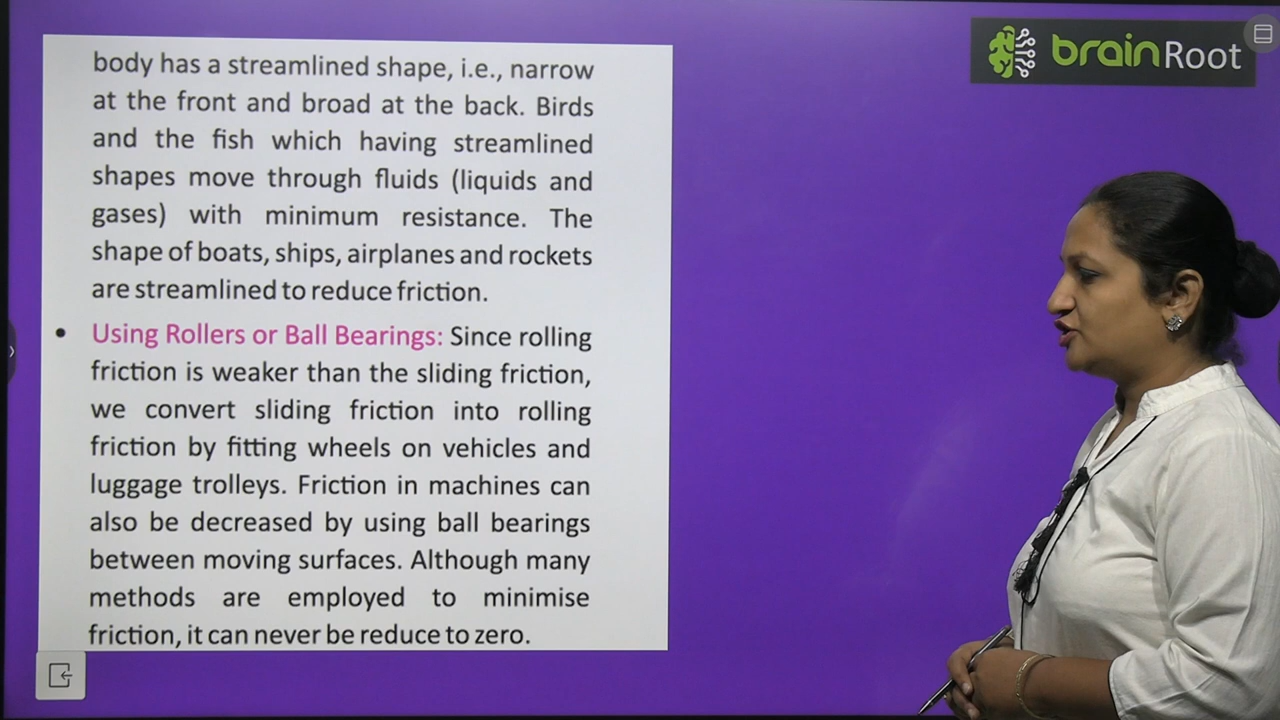 brainRoot
body has a streamlined shape, i.e., narrow
at the front and broad at the back. Birds
and the fish which having streamlined
shapes move through fluids (liquids and
gases) with minimum resistance. The
shape of boats, ships, airplanes and rockets
are streamlined to reduce friction.
• Using Rollers or Ball Bearings: Since rolling
friction is weaker than the sliding friction,
we convert sliding friction into rolling
friction by fitting wheels on vehicles and
luggage trolleys. Friction in machines can
also be decreased by using ball bearings
between moving surfaces. Although many
methods are employed to minimise
friction, it can never be reduce to zero.